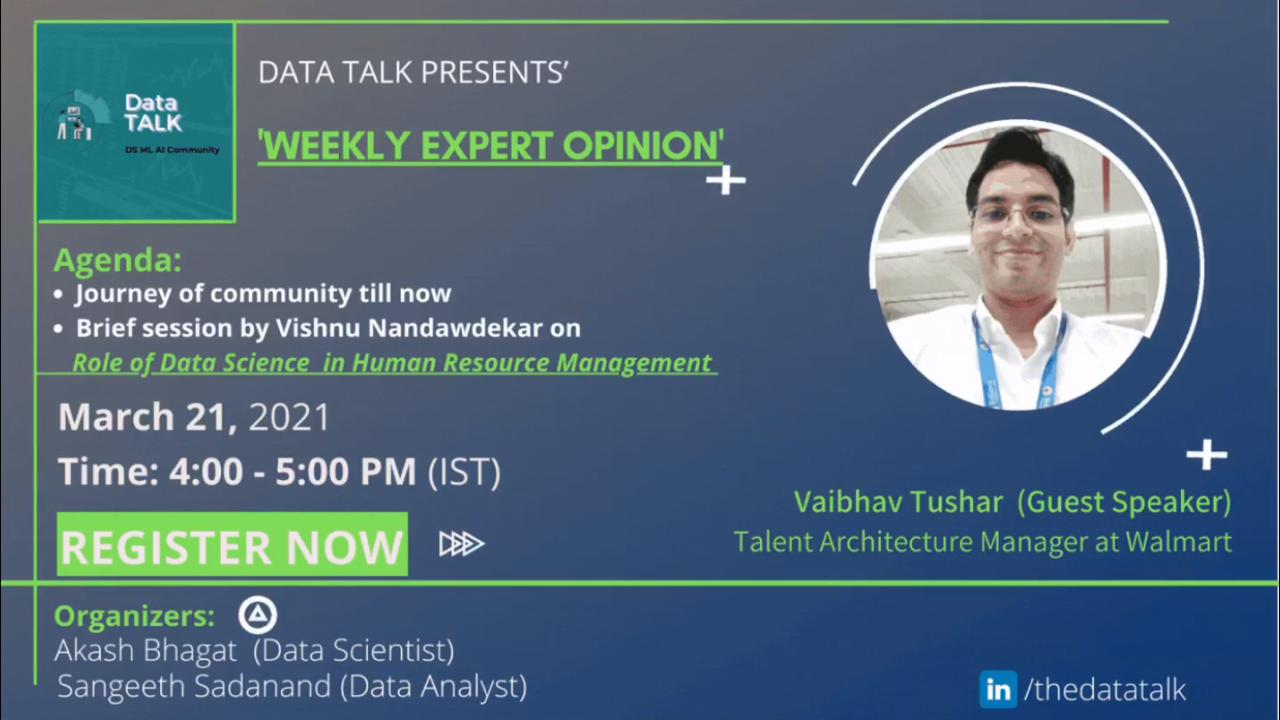 Data
TALK
DS ML AI Community
DATA TALK PRESENTS’
'WEEKLY EXPERT OPINION'
Agenda:
• Journey of community till now
• Brief session by Vishnu Nandawdekar on
Role of Data Science in Human Resource Management
March 21, 2021
Time: 4:00 - 5:00 PM (IST)
REGISTER NOW
Vaibhav Tushar (Guest Speaker)
Talent Architecture Manager at Walmart
Organizers:
Akash Bhagat (Data Scientist)
Sangeeth Sadanand (Data Analyst)
in /thedatatalk